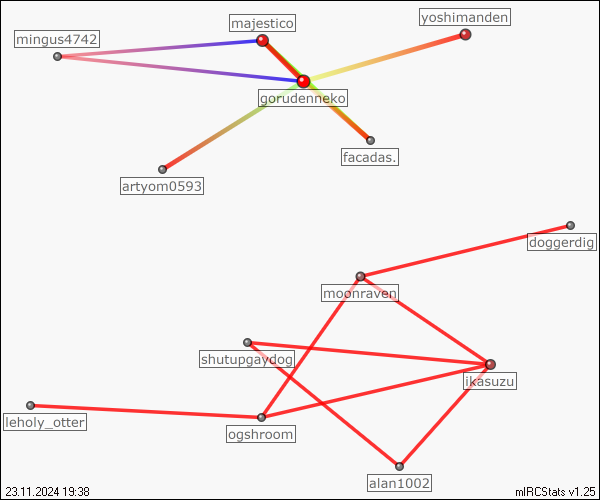 majestico
yoshimanden
mingus4742
gorudenneko
facadas.
artyom0593
doggerdig
moonraven
shutupgaydog
ikasuzu
leholy_otter
ogshroom
alan1002
23.11.2024 19:38
mIRCStats v1.25